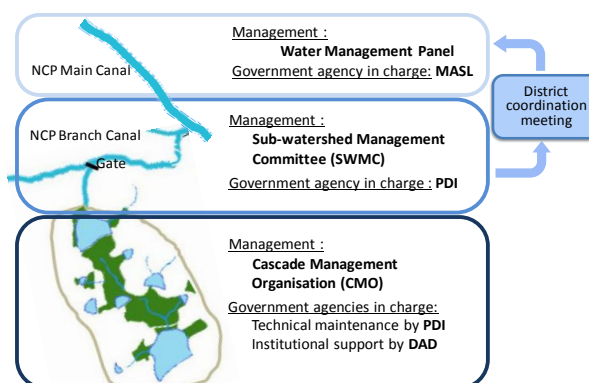 Management :
Water Management Panel
NCP Main Canal
Government agency in charge: MASL
District
coordination
meeting
NCP Branch Canal
Management :
Sub-watershed Management
Committee (SWMC)
Gate
Government agency in charge : PDI
Management :
Cascade Management
Organisation (CMO)
Government agencies in charge:
Technical maintenance by PDI
Institutional support by DAD